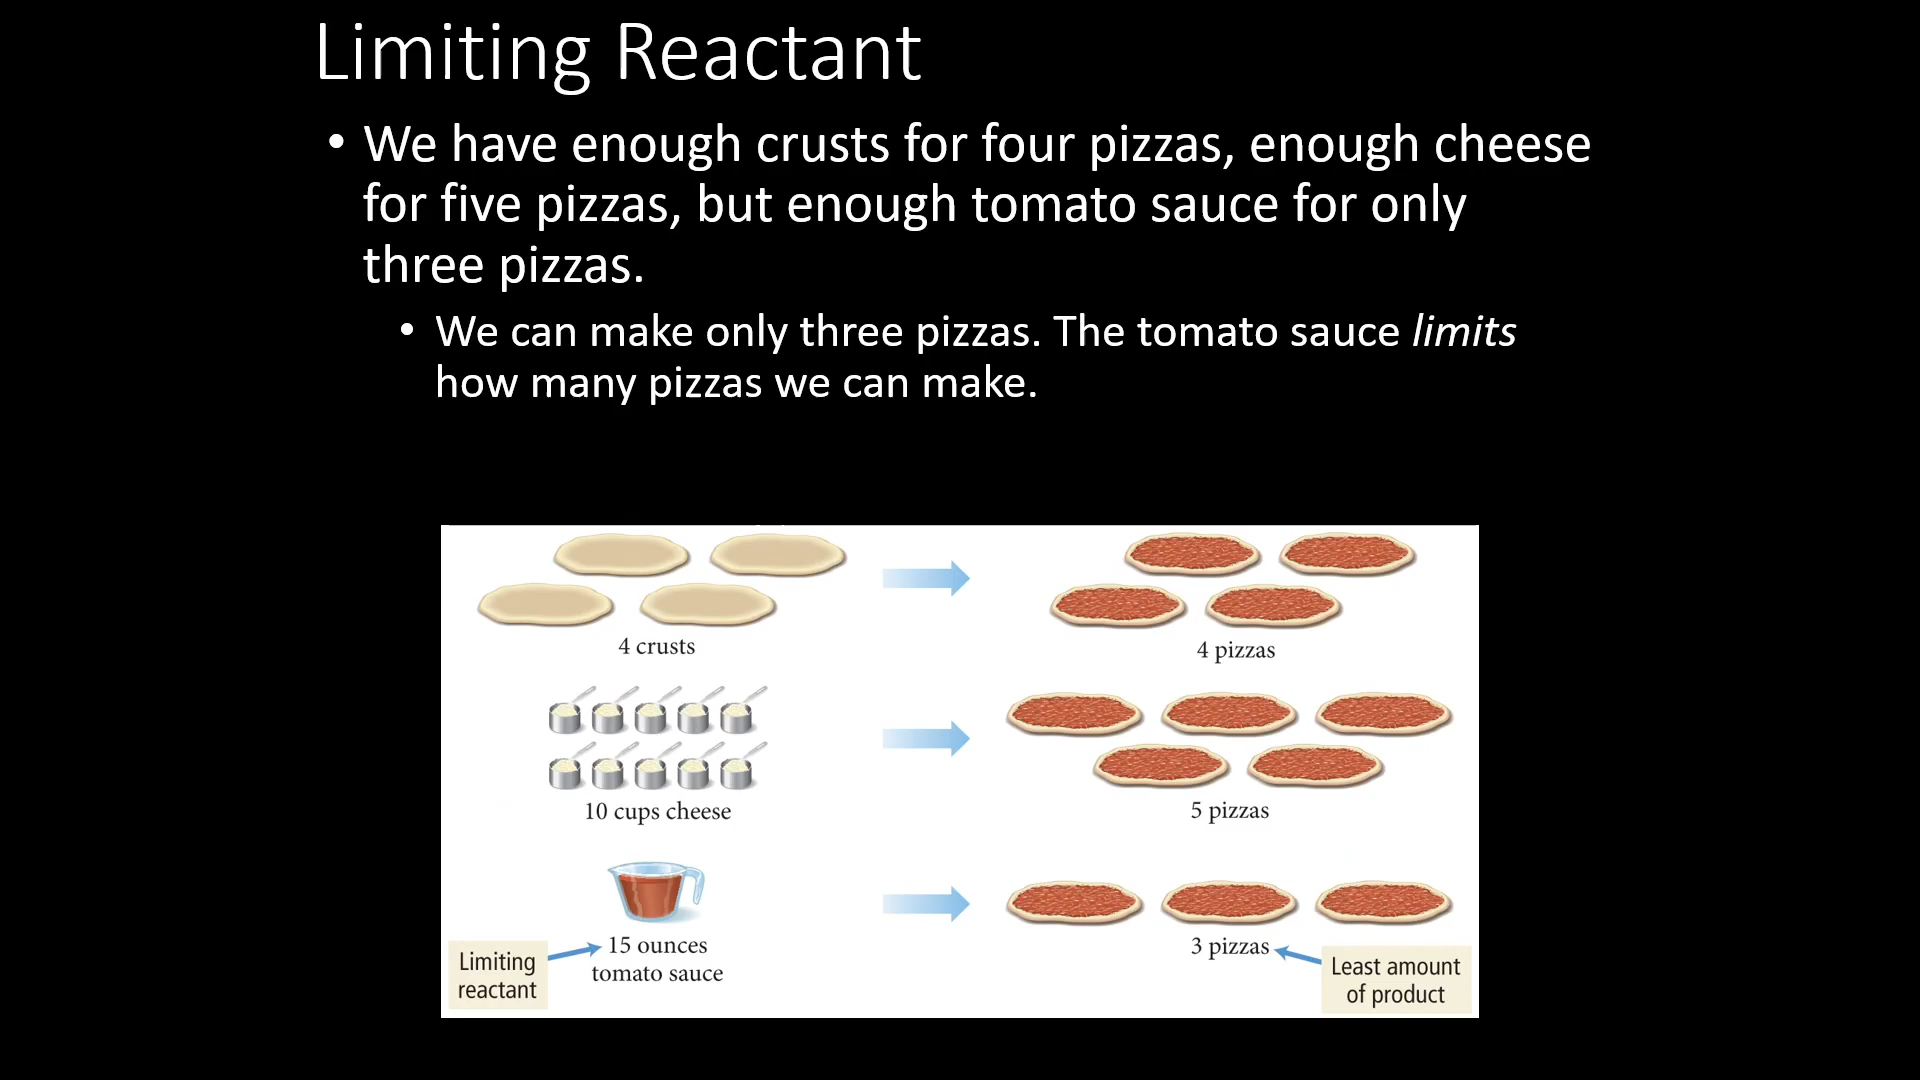 Limiting Reactant
• We have enough crusts for four pizzas, enough cheese
for five pizzas, but enough tomato sauce for only
three pizzas.
• We can make only three pizzas. The tomato sauce limits
how many pizzas we can make.
4 crusts
4 pizzas
10 cups cheese
5 pizzas
Limiting
reactant
15 ounces
tomato sauce
3 pizzas
Least amount
of product